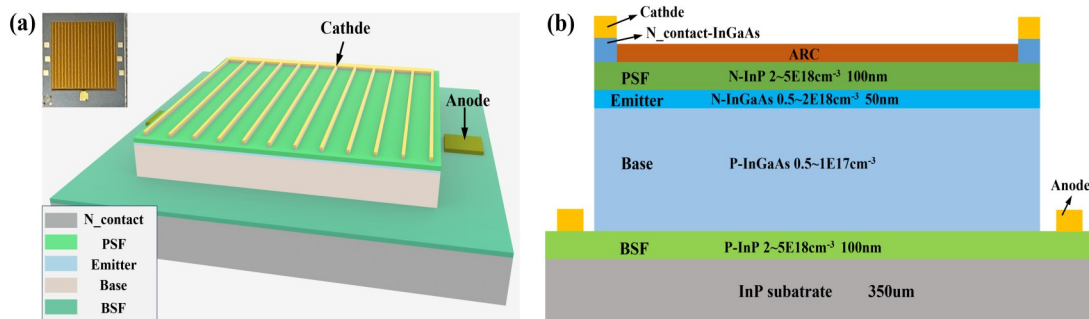 (a)
Cathde
Anode
N_contact
PSF
Emitter
Base
BSF
(b)
Cathde
N_contact-InGaAs
ARC
PSF N-InP 2~5E18cm⁻³ 100nm
Emitter N-InGaAs 0.5~2E18cm⁻³ 50nm
Base P-InGaAs 0.5~1E17cm⁻³
Anode
BSF P-InP 2~5E18cm⁻³ 100nm
InP substrate 350um